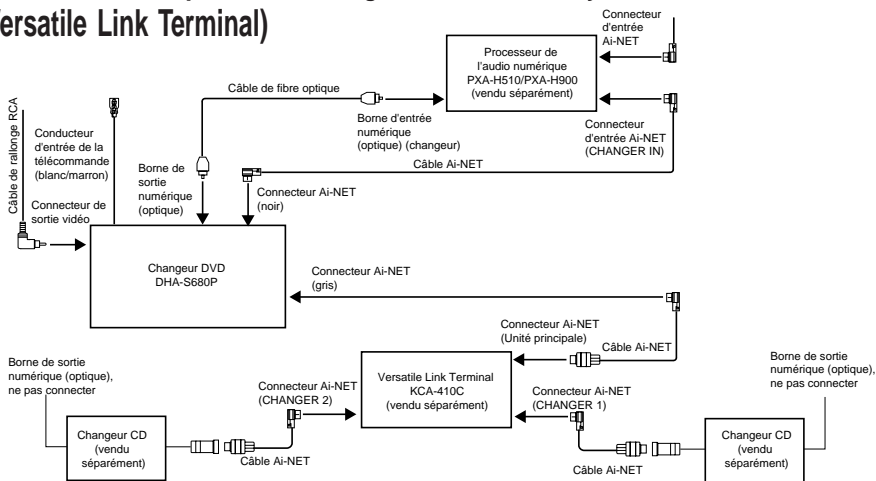 ersatile Link Terminal)
Connecteur
d'entrée
Ai-NET
Processeur de
l'audio numérique
PXA-H510/PXA-H900
(vendu séparément)
Câble de fibre optique
Borne d'entrée
numérique
(optique) (changeur)
Connecteur
d'entrée Ai-NET
(CHANGER IN)
Câble Ai-NET
Câble de rallonge RCA
Conducteur
d'entrée de la
télécommande
(blanc/marron)
Borne de
sortie
numérique
(optique)
Connecteur Ai-NET
(noir)
Connecteur de
sortie vidéo
Changeur DVD
DHA-S680P
Connecteur Ai-NET
(gris)
Connecteur Ai-NET
(Unité principale)
Câble Ai-NET
Borne de sortie
numérique (optique),
ne pas connecter
Connecteur Ai-NET
(CHANGER 2)
Versatile Link Terminal
KCA-410C
(vendu séparément)
Connecteur Ai-NET
(CHANGER 1)
Borne de sortie
numérique (optique),
ne pas connecter
Changeur CD
(vendu
séparément)
Câble Ai-NET
Câble Ai-NET
Changeur CD
(vendu
séparément)